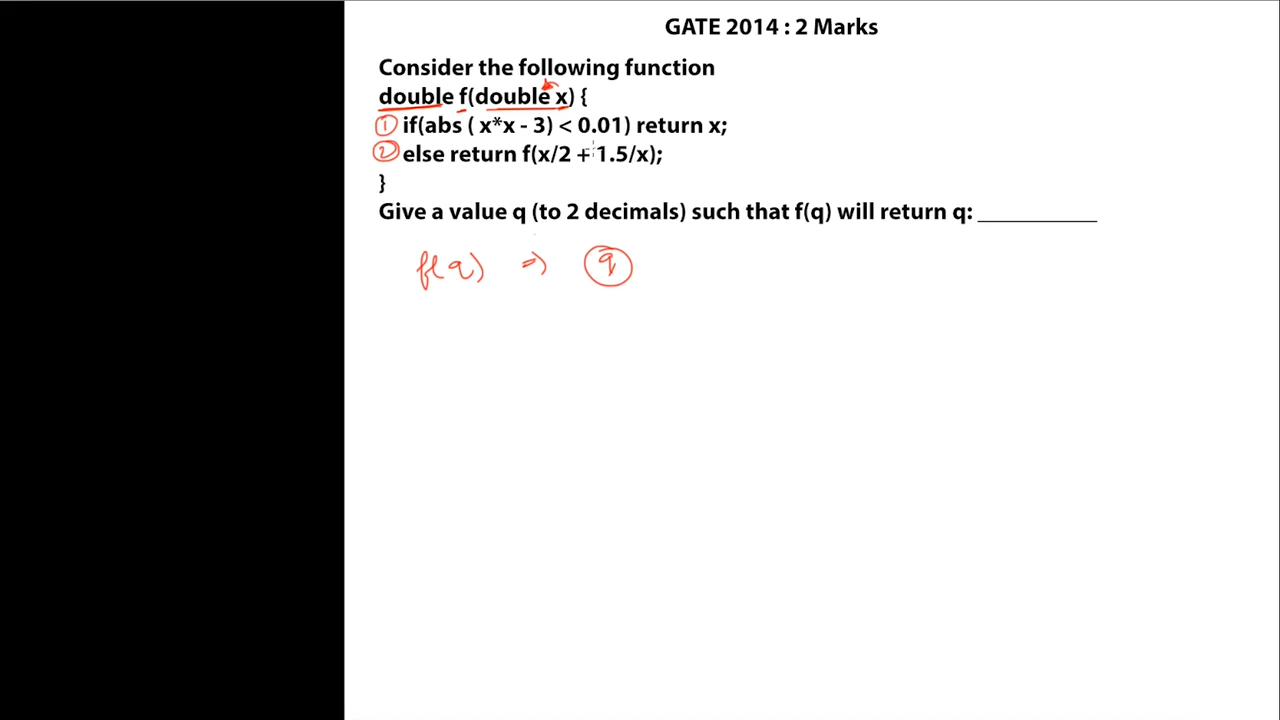 GATE 2014 : 2 Marks
Consider the following function
double f(double x) {
① if(abs ( x*x - 3) < 0.01) return x;
② else return f(x/2 + 1.5/x);
}
Give a value q (to 2 decimals) such that f(q) will return q: __________
f(q) ⇒ q